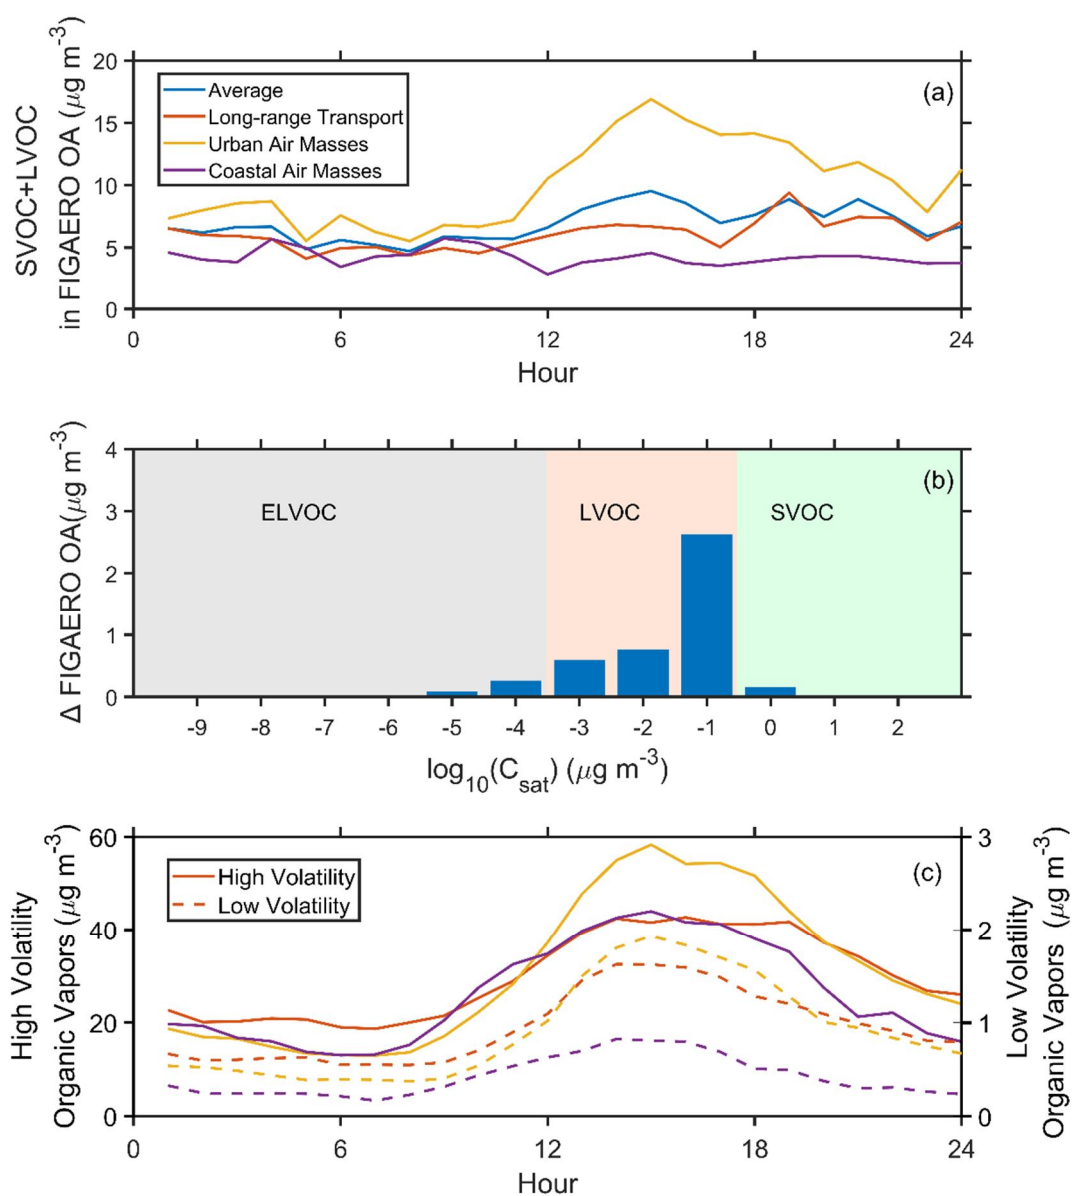 SVOC+LVOC
in FIGAERO OA (μg m-3)
20
15
10
5
0
Average
Long-range Transport
Urban Air Masses
Coastal Air Masses
(a)
0 6 12 18 24
Hour
Δ FIGAERO OA(μg m-3)
4
3
2
1
0
ELVOC LVOC SVOC
(b)
-9 -8 -7 -6 -5 -4 -3 -2 -1 0 1 2
log10(Csat) (μg m-3)
High Volatility
Organic Vapors (μg m-3)
60
40
20
0
High Volatility
Low Volatility
(c)
3
2
1
0
Low Volatility
Organic Vapors (μg m-3)
0 6 12 18 24
Hour